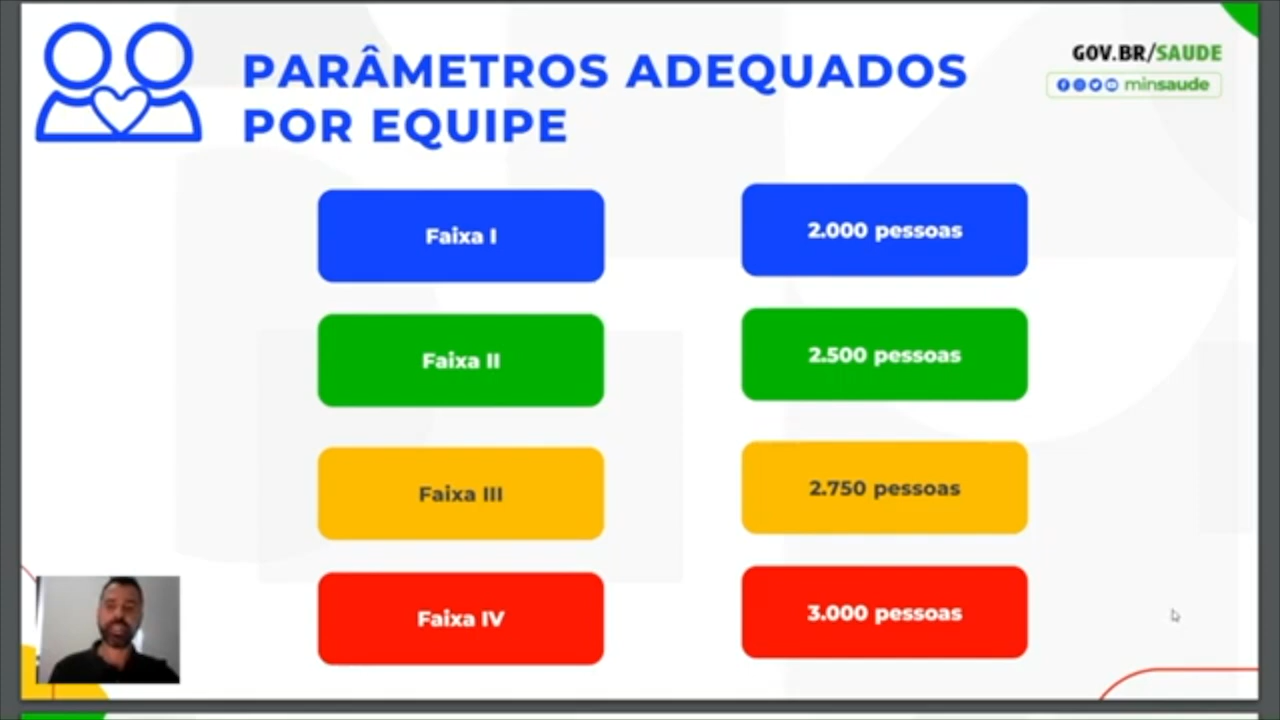 PARÂMETROS ADEQUADOS
POR EQUIPE
GOV.BR/SAUDE
minsaude
Faixa I
2.000 pessoas
Faixa II
2.500 pessoas
Faixa III
2.750 pessoas
Faixa IV
3.000 pessoas